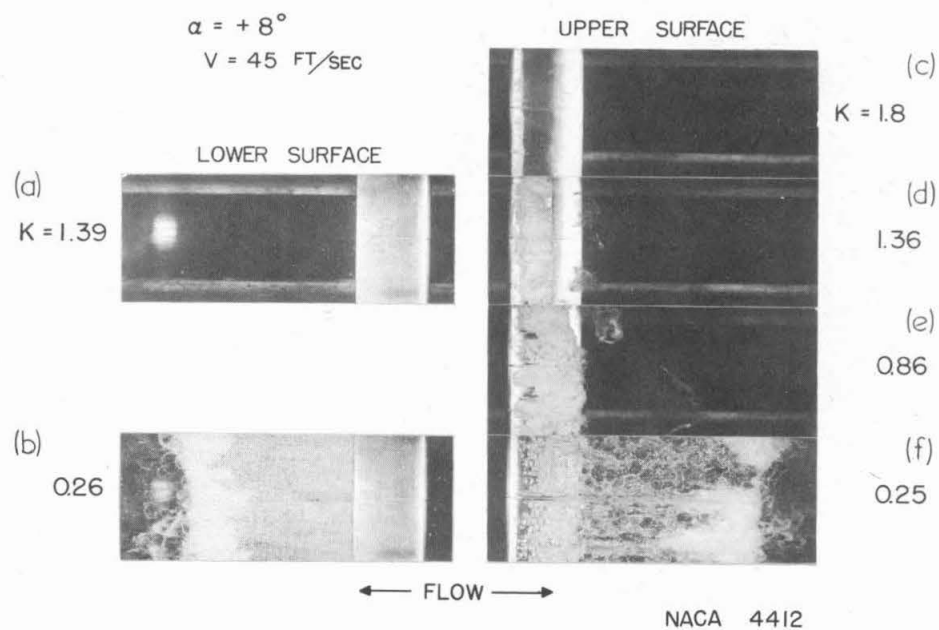 α = + 8°
V = 45 FT/SEC
UPPER SURFACE
(c)
K = 1.8
LOWER SURFACE
(a)
K = 1.39
(d)
1.36
(e)
0.86
(b)
0.26
(f)
0.25
← FLOW →
NACA 4412